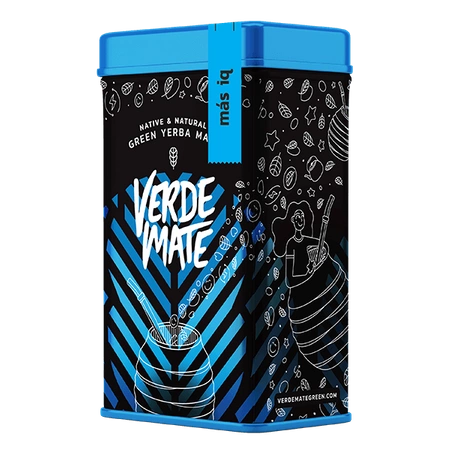 más iq
NATIVE & NATURAL
GREEN YERBA MA
VERDE
MATE
VERDEMATEGREEN.COM